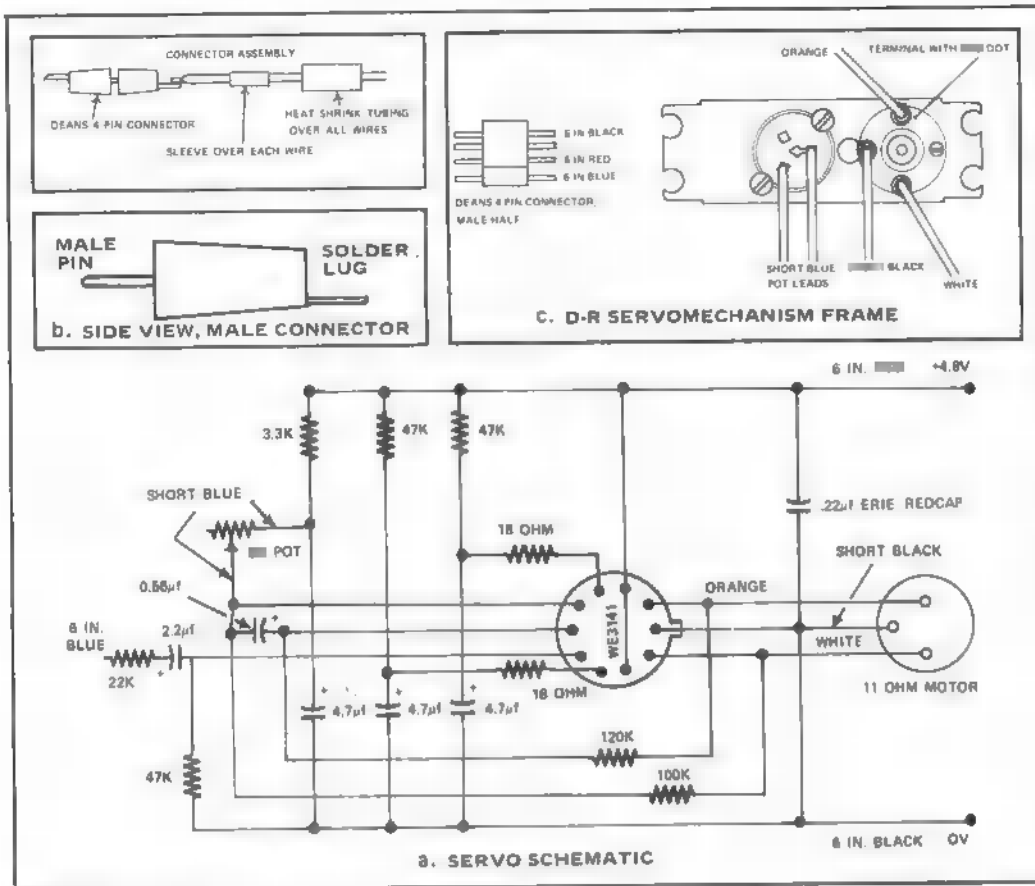 CONNECTOR ASSEMBLY
DEANS 4 PIN CONNECTOR
HEAT SHRINK TUBING
OVER ALL WIRES
SLEEVE OVER EACH WIRE
MALE
PIN
SOLDER
LUG
b. SIDE VIEW, MALE CONNECTOR
ORANGE
TERMINAL WITH DOT
6 IN BLACK
6 IN RED
6 IN BLUE
DEANS 4 PIN CONNECTOR,
MALE HALF
SHORT BLUE
POT LEADS
BLACK
WHITE
c. D-R SERVOMECHANISM FRAME
6 IN. +4.8V
3.3K
47K
47K
SHORT BLUE
POT
18 OHM
.22µf ERIE REDCAP
SHORT BLACK
0.56µf
ORANGE
WE3141
6 IN.
BLUE
2.2µf
+
WHITE
22K
18 OHM
11 OHM MOTOR
+ 4.7µf
+ 4.7µf
+ 4.7µf
120K
47K
100K
6 IN. BLACK 0V
a. SERVO SCHEMATIC